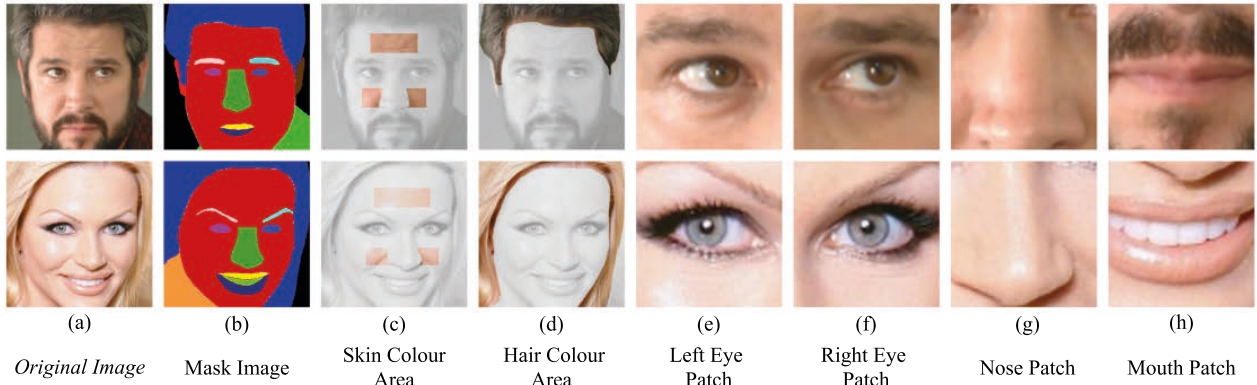 (a) (b) (c) (d) (e) (f) (g) (h)
Original Image Mask Image Skin Colour Area Hair Colour Area Left Eye Patch Right Eye Patch Nose Patch Mouth Patch